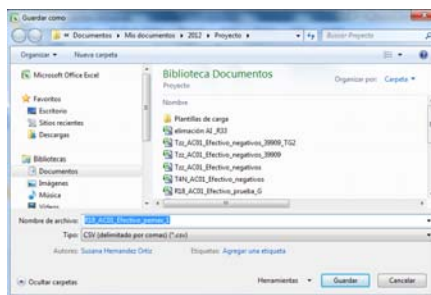 Guardar como
« Documentos ▸ Mis documentos ▸ 2012 ▸ Proyecto ▸
Buscar Proyecto
Organizar ▾ Nueva carpeta
Microsoft Office Excel
Favoritos
Escritorio
Sitios recientes
Descargas
Bibliotecas
Documentos
Imágenes
Música
Videos
Biblioteca Documentos
Proyecto
Organizar por: Carpeta ▾
Nombre
Plantillas de carga
elimación AI_R33
Tzz_AC01_Efectivo_negativos_39909_TG2
Tzz_AC01_Efectivo_negativos_39909
Tzz_AC01_Efectivo_negativos
T4N_AC01_Efectivo_negativos
R18_AC01_Efectivo_prueba_G
Nombre de archivo: R18_AC01_Efectivo_pemex_1
Tipo: CSV (delimitado por comas) (*.csv)
Autores: Susana Hernandez Ortiz
Etiquetas: Agregar una etiqueta
Ocultar carpetas
Herramientas ▾
Guardar
Cancelar